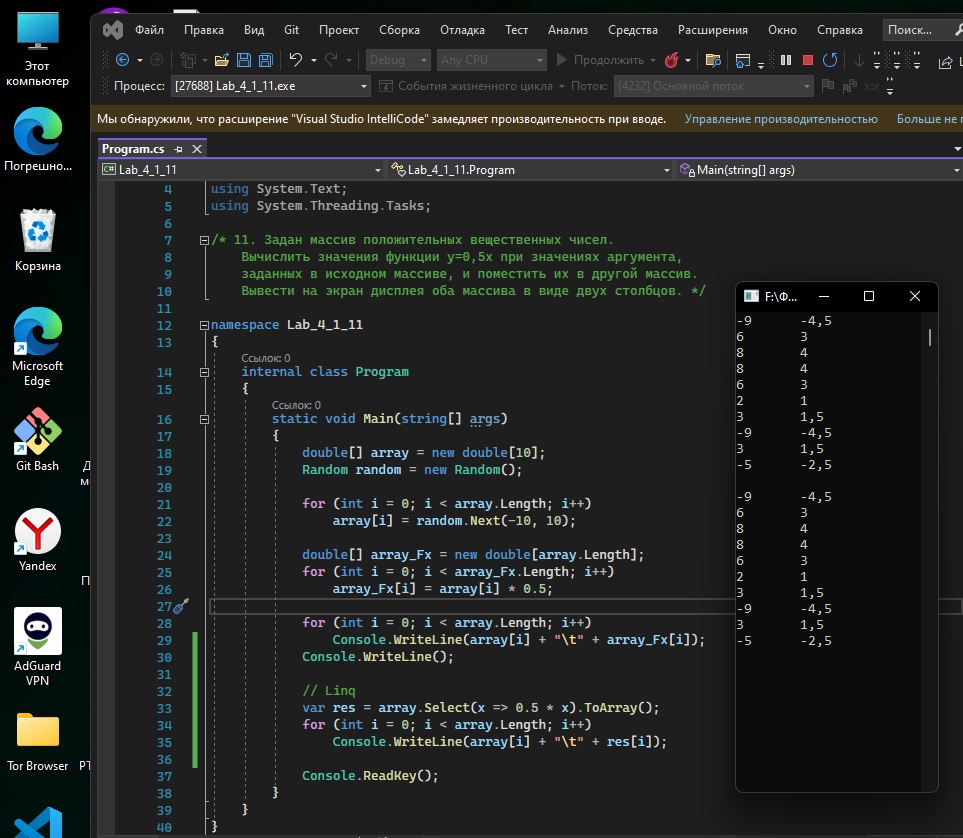 Этот
компьютер
Погрешно...
Корзина
Microsoft
Edge
Git Bash
Yandex
AdGuard
VPN
Tor Browser
Файл Правка Вид Git Проект Сборка Отладка Тест Анализ Средства Расширения Окно Справка Поиск...
Debug Any CPU Продолжить
Процесс: [27688] Lab_4_1_11.exe События жизненного цикла Поток: [4232] Основной поток
Мы обнаружили, что расширение "Visual Studio IntelliCode" замедляет производительность при вводе. Управление производительностью Больше не
Program.cs
C# Lab_4_1_11 Lab_4_1_11.Program Main(string[] args)
4 using System.Text;
5 using System.Threading.Tasks;
6
7 /* 11. Задан массив положительных вещественных чисел.
8 Вычислить значения функции y=0,5x при значениях аргумента,
9 заданных в исходном массиве, и поместить их в другой массив.
10 Вывести на экран дисплея оба массива в виде двух столбцов. */
11
12 namespace Lab_4_1_11
13 {
Ссылок: 0
14 internal class Program
15 {
Ссылок: 0
16 static void Main(string[] args)
17 {
18 double[] array = new double[10];
19 Random random = new Random();
20
21 for (int i = 0; i < array.Length; i++)
22 array[i] = random.Next(-10, 10);
23
24 double[] array_Fx = new double[array.Length];
25 for (int i = 0; i < array_Fx.Length; i++)
26 array_Fx[i] = array[i] * 0.5;
27
28 for (int i = 0; i < array.Length; i++)
29 Console.WriteLine(array[i] + "\t" + array_Fx[i]);
30 Console.WriteLine();
31
32 // Linq
33 var res = array.Select(x => 0.5 * x).ToArray();
34 for (int i = 0; i < array.Length; i++)
35 Console.WriteLine(array[i] + "\t" + res[i]);
36
37 Console.ReadKey();
38 }
39 }
40 }
F:\Ф...
-9 -4,5
6 3
8 4
8 4
6 3
2 1
3 1,5
-9 -4,5
3 1,5
-5 -2,5
-9 -4,5
6 3
8 4
8 4
6 3
2 1
3 1,5
-9 -4,5
3 1,5
-5 -2,5